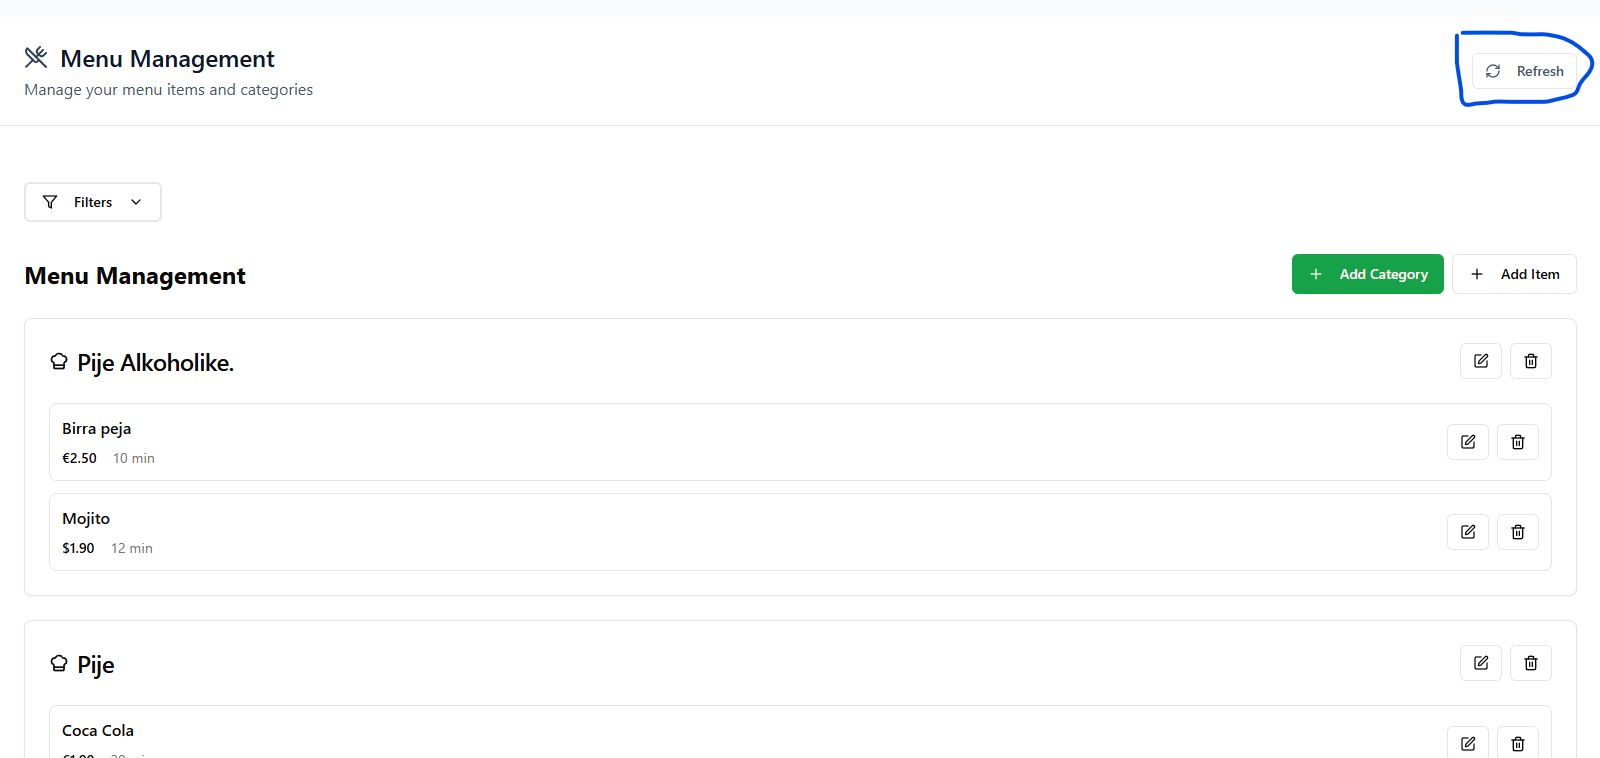 Menu Management
Manage your menu items and categories
Refresh
Filters
Menu Management
Add Category
Add Item
Pije Alkoholike.
Birra peja
€2.50 10 min
Mojito
$1.90 12 min
Pije
Coca Cola